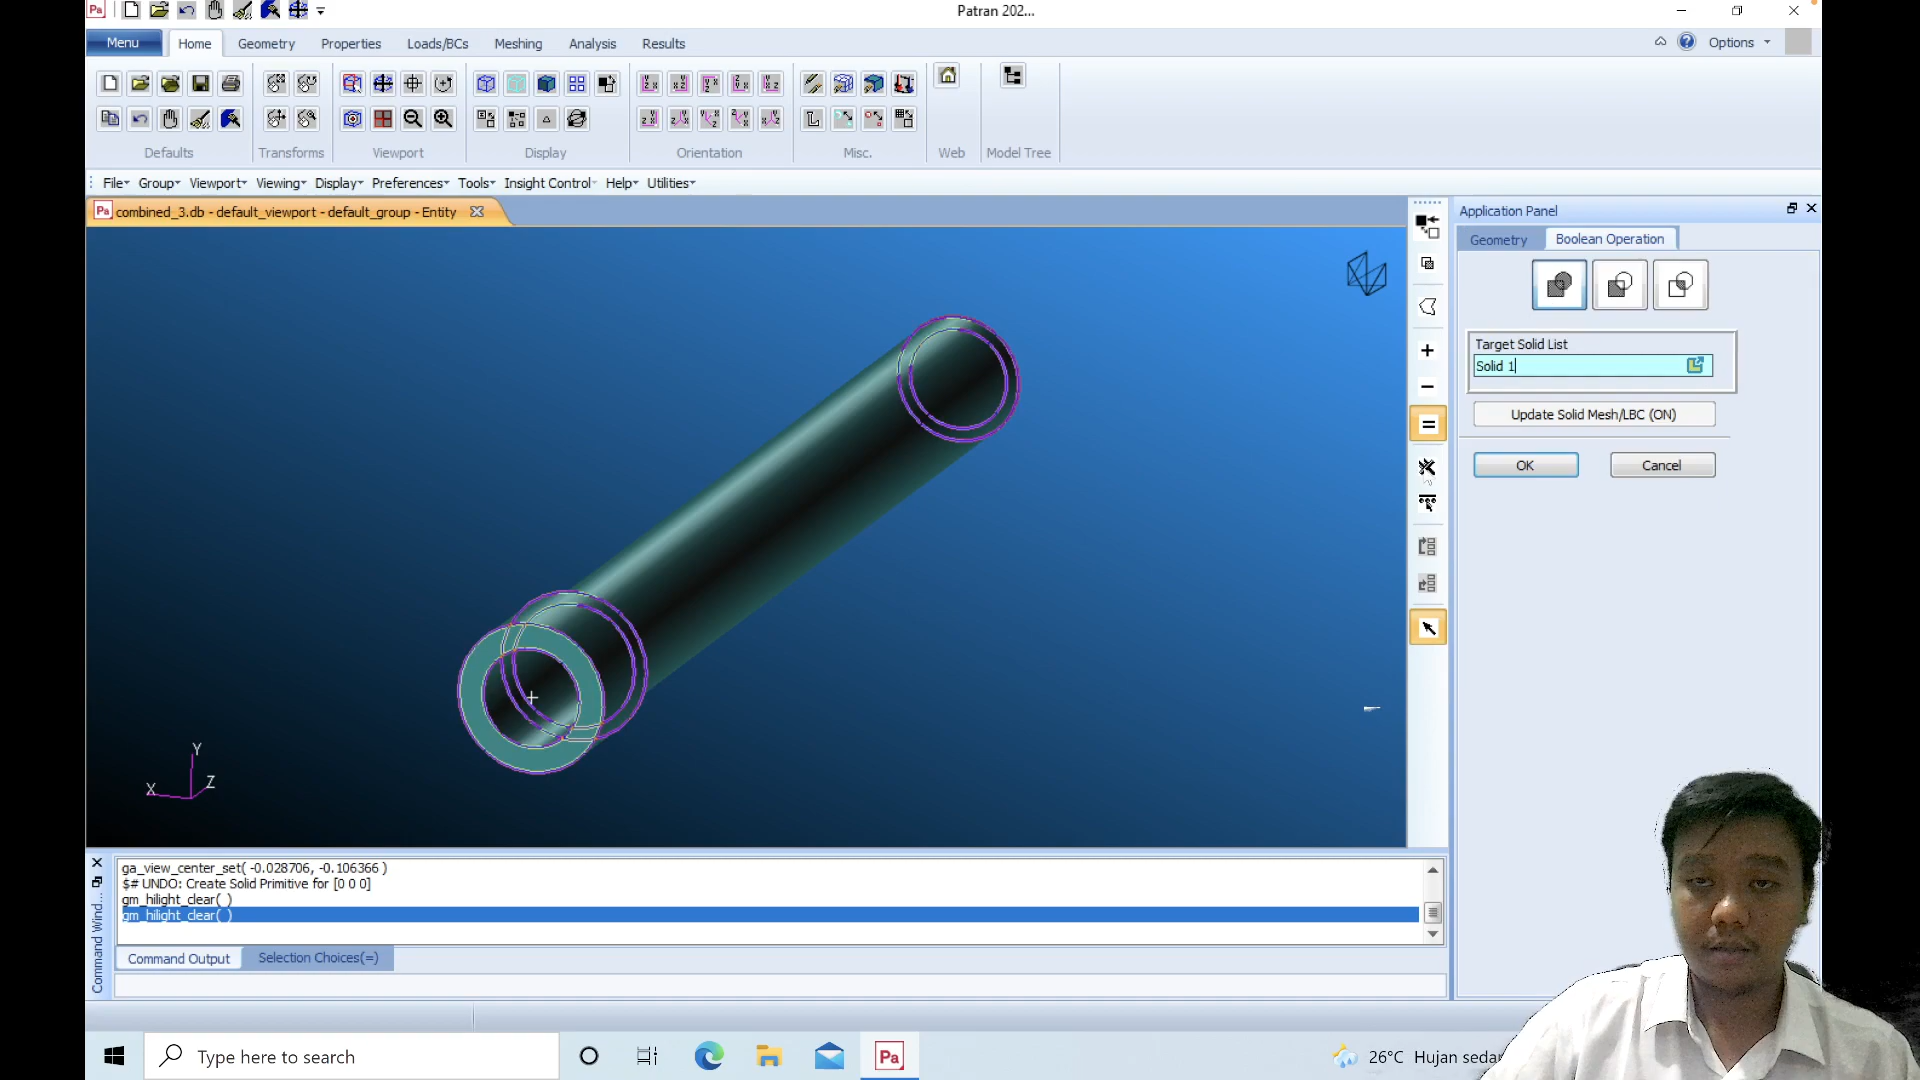 Pa
Patran 202...
Menu
Home
Geometry
Properties
Loads/BCs
Meshing
Analysis
Results
Options
Defaults
Transforms
Viewport
Display
Orientation
Misc.
Web
Model Tree
File
Group
Viewport
Viewing
Display
Preferences
Tools
Insight Control
Help
Utilities
Pa
combined_3.db - default_viewport - default_group - Entity
Application Panel
Geometry
Boolean Operation
Target Solid List
Solid 1
Update Solid Mesh/LBC (ON)
OK
Cancel
Y
X
Z
ga_view_center_set( -0.028706, -0.106366 )
$# UNDO: Create Solid Primitive for [0 0 0]
gm_hilight_clear( )
gm_hilight_clear( )
Command Wind...
Command Output
Selection Choices(=)
Type here to search
Pa
26°C